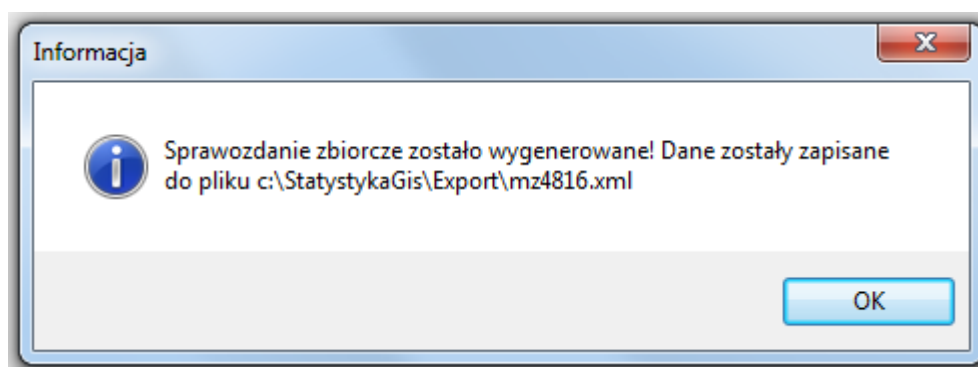 Informacja
Sprawozdanie zbiorcze zostało wygenerowane! Dane zostały zapisane
do pliku c:\StatystykaGis\Export\mz4816.xml
OK